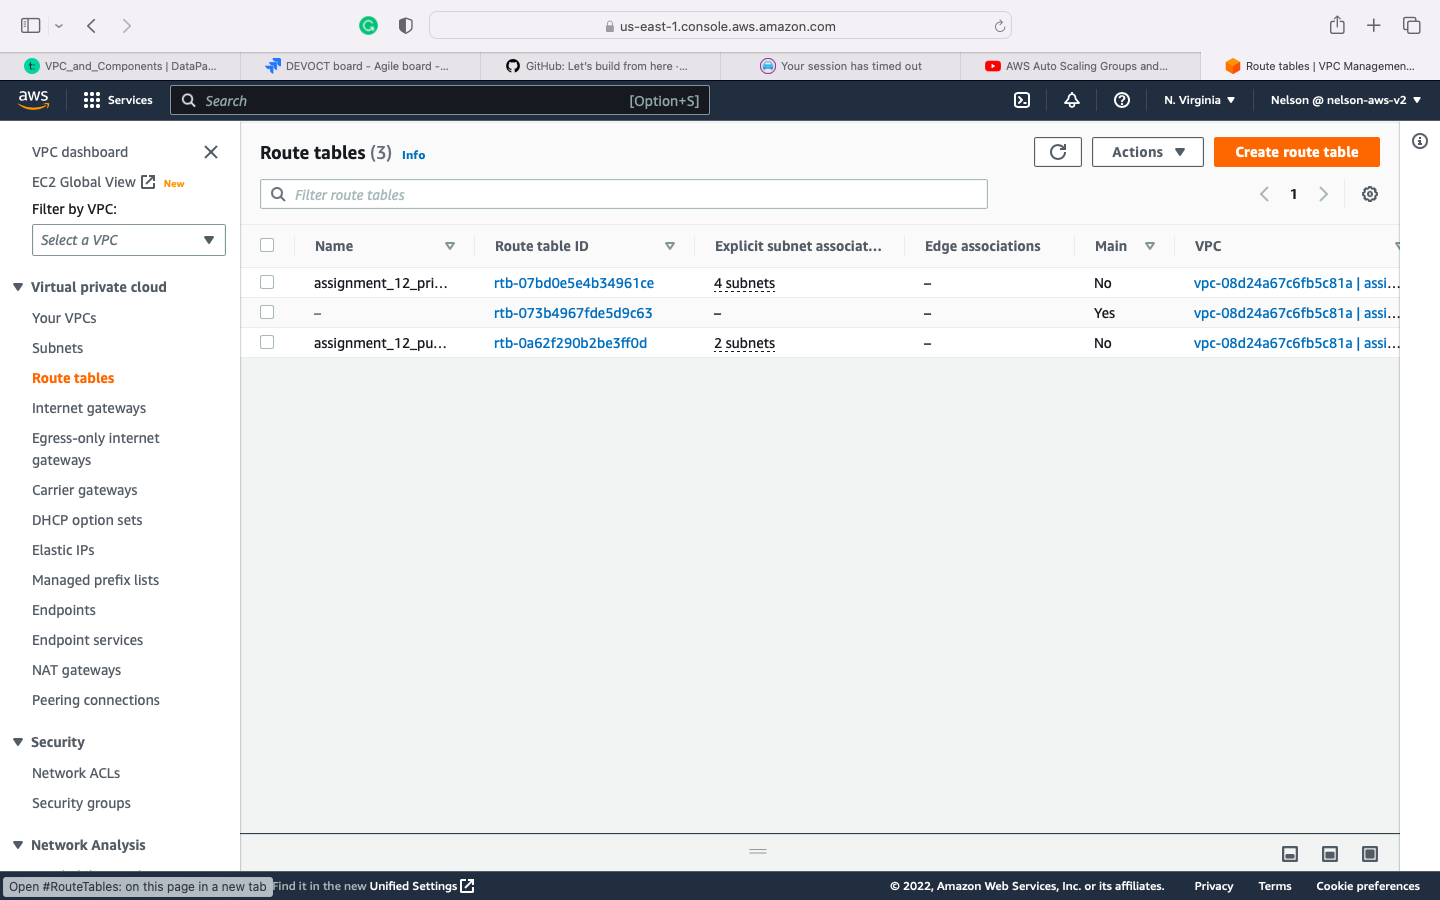 us-east-1.console.aws.amazon.com
VPC_and_Components | DataPa...
DEVOCT board - Agile board -...
GitHub: Let's build from here ·...
Your session has timed out
AWS Auto Scaling Groups and...
Route tables | VPC Managemen...
aws
Services
Search
[Option+S]
N. Virginia
Nelson @ nelson-aws-v2
VPC dashboard
EC2 Global View New
Filter by VPC:
Select a VPC
Virtual private cloud
Your VPCs
Subnets
Route tables
Internet gateways
Egress-only internet
gateways
Carrier gateways
DHCP option sets
Elastic IPs
Managed prefix lists
Endpoints
Endpoint services
NAT gateways
Peering connections
Security
Network ACLs
Security groups
Network Analysis
Route tables (3) Info
Actions
Create route table
Filter route tables
1
Name Route table ID Explicit subnet associat... Edge associations Main VPC
assignment_12_pri... rtb-07bd0e5e4b34961ce 4 subnets – No vpc-08d24a67c6fb5c81a | assi...
– rtb-073b4967fde5d9c63 – – Yes vpc-08d24a67c6fb5c81a | assi...
assignment_12_pu... rtb-0a62f290b2be3ff0d 2 subnets – No vpc-08d24a67c6fb5c81a | assi...
Open #RouteTables: on this page in a new tab
Find it in the new Unified Settings
© 2022, Amazon Web Services, Inc. or its affiliates.
Privacy
Terms
Cookie preferences